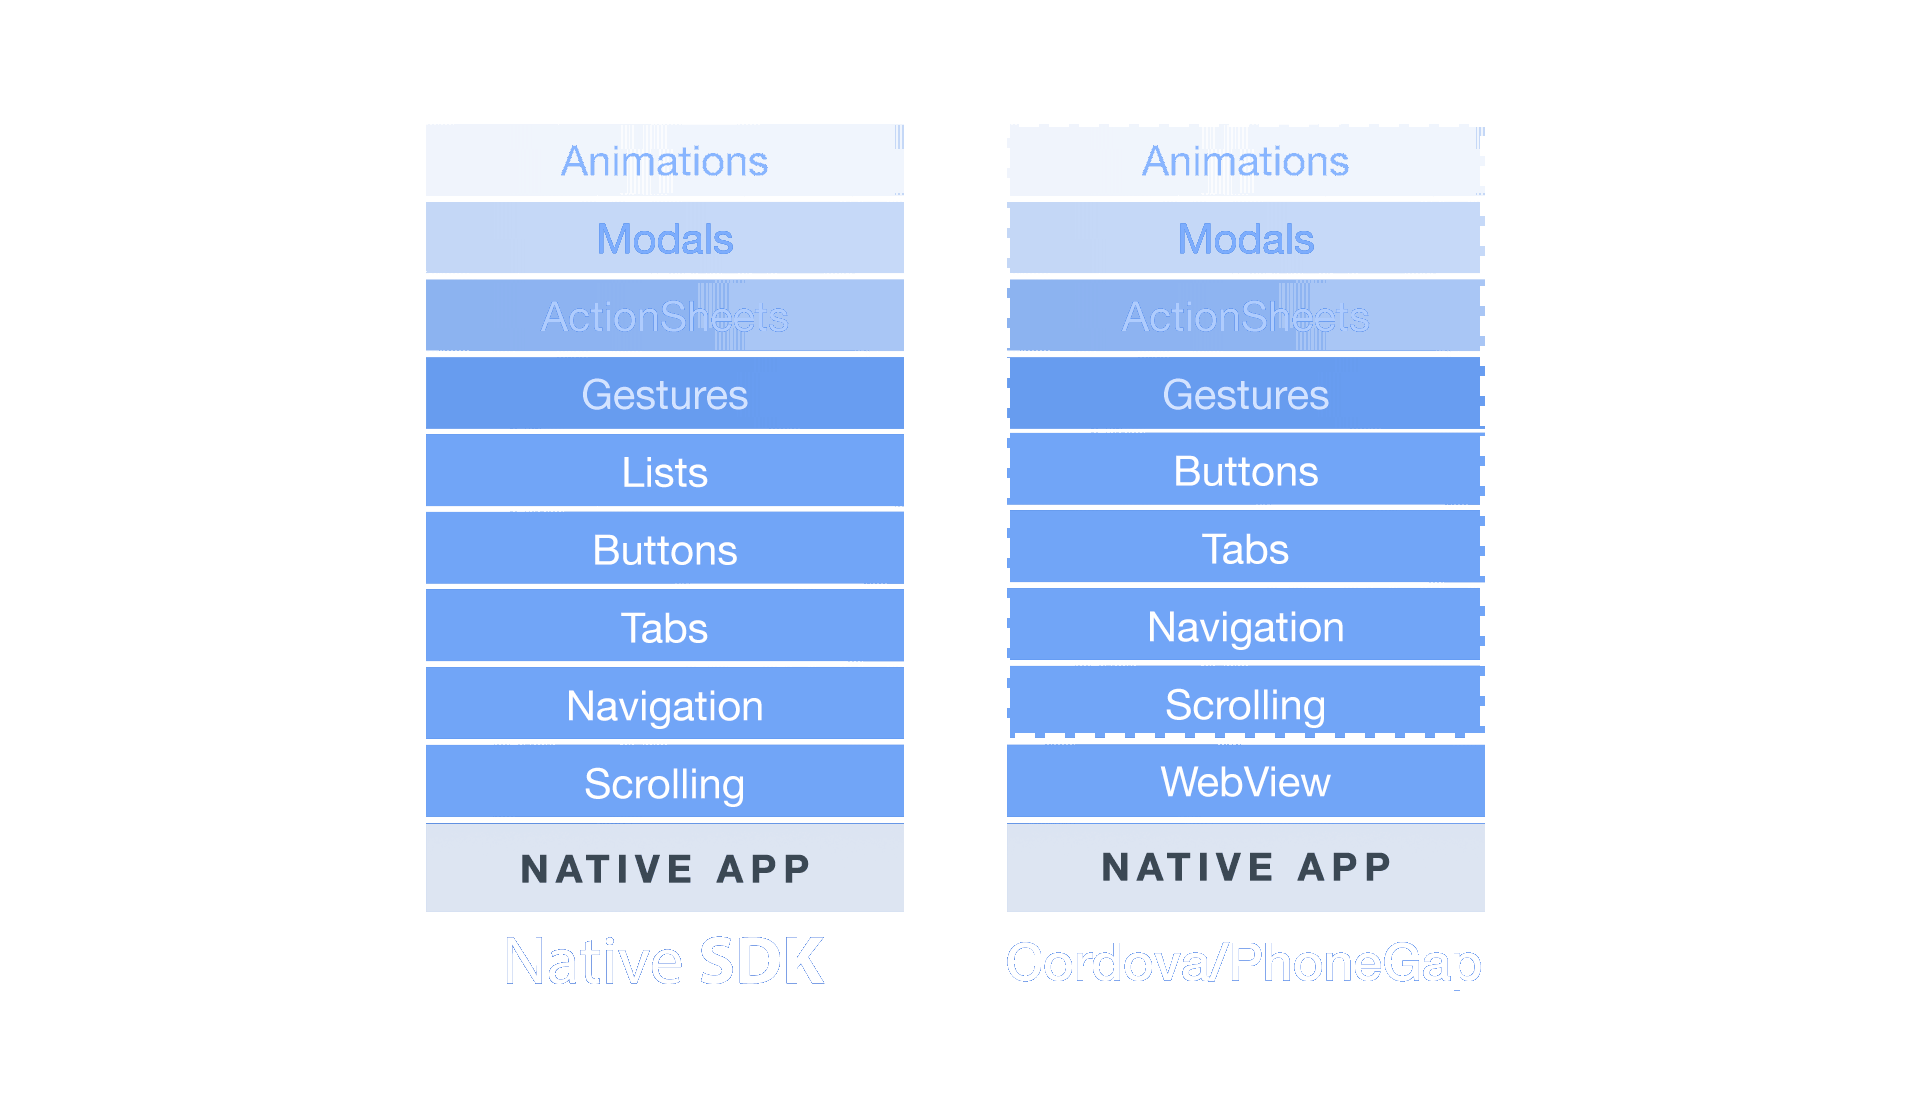 Animations
Modals
ActionSheets
Gestures
Lists
Buttons
Tabs
Navigation
Scrolling
NATIVE APP
Native SDK
Animations
Modals
ActionSheets
Gestures
Buttons
Tabs
Navigation
Scrolling
WebView
NATIVE APP
Cordova/PhoneGap